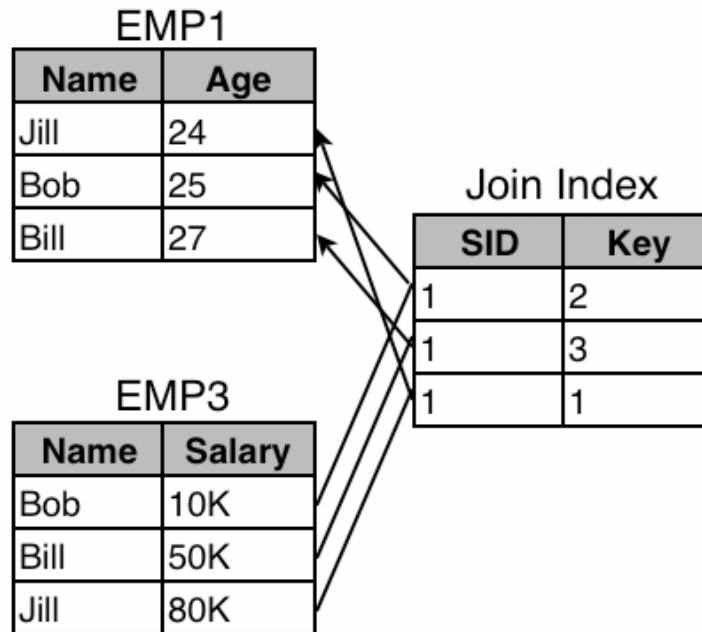 EMP1
Name Age
Jill 24
Bob 25
Bill 27
Join Index
SID Key
1 2
1 3
1 1
EMP3
Name Salary
Bob 10K
Bill 50K
Jill 80K